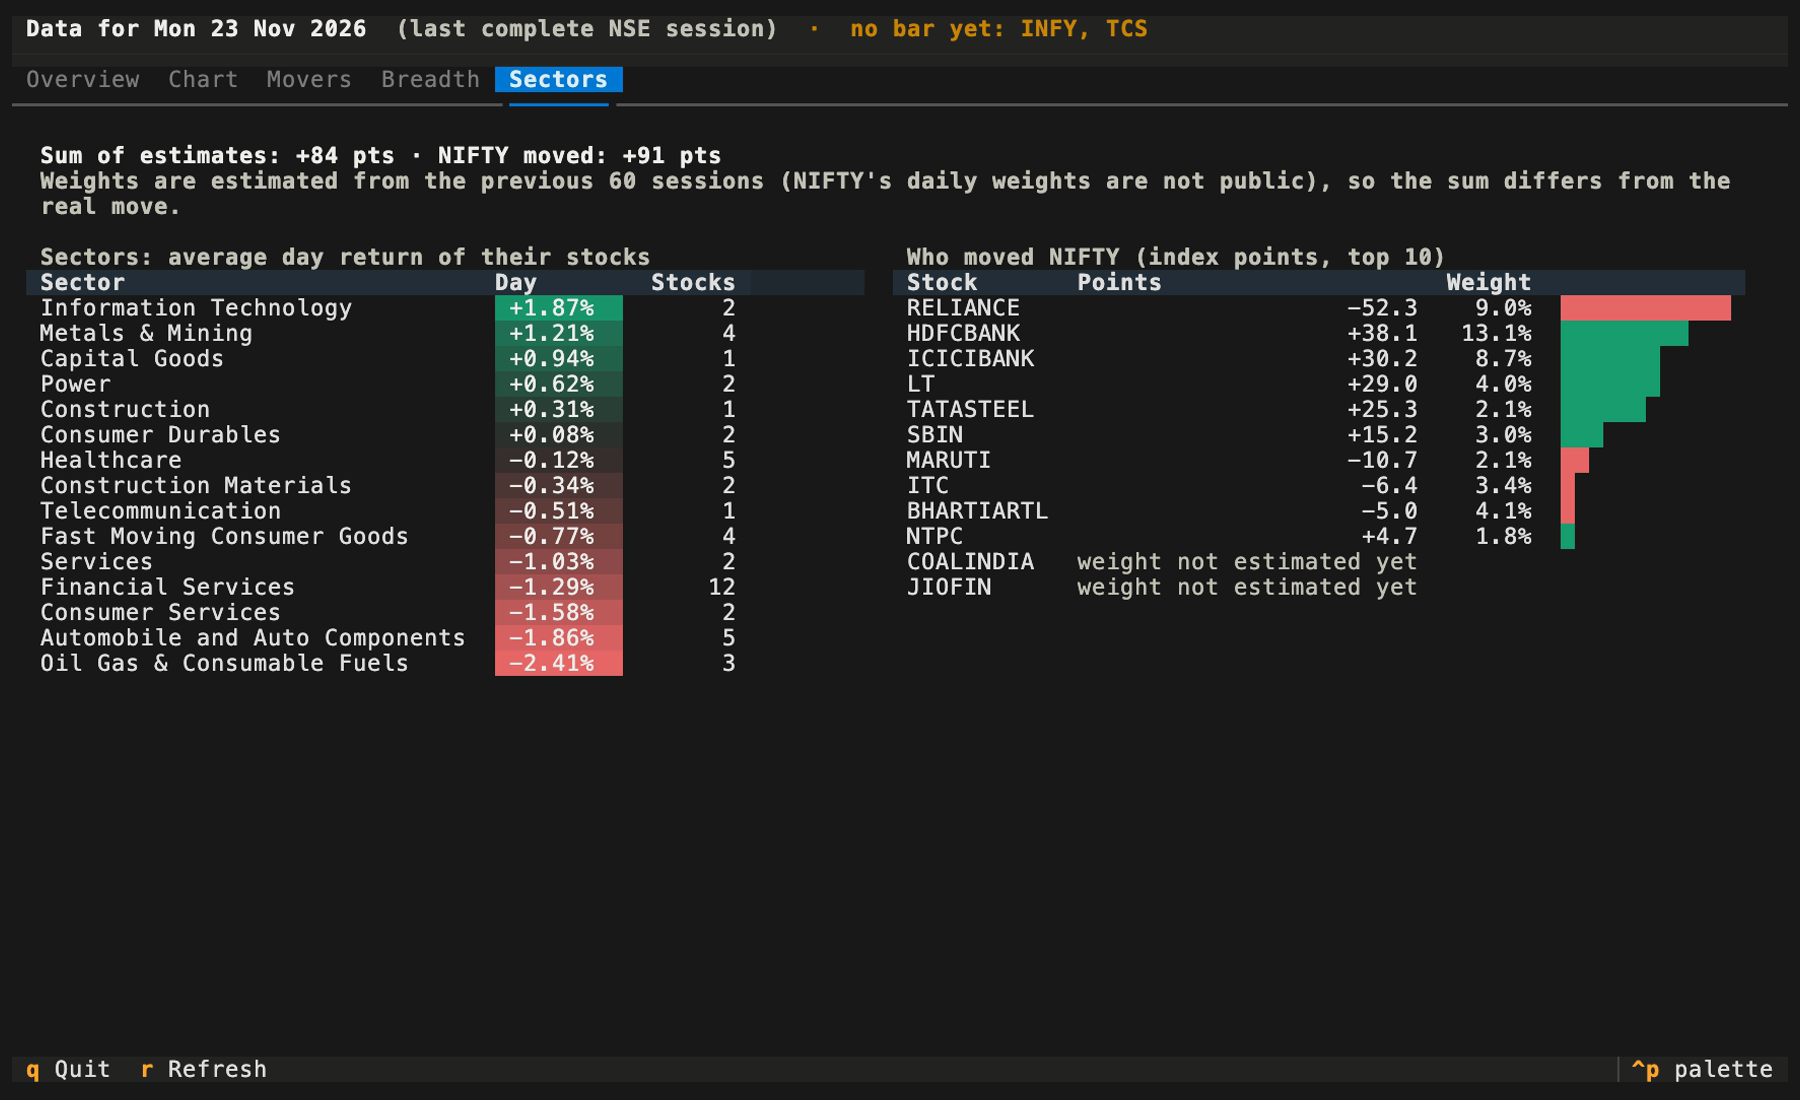 Data for Mon 23 Nov 2026 (last complete NSE session) · no bar yet: INFY, TCS
Overview Chart Movers Breadth Sectors
Sum of estimates: +84 pts · NIFTY moved: +91 pts
Weights are estimated from the previous 60 sessions (NIFTY's daily weights are not public), so the sum differs from the
real move.
Sectors: average day return of their stocks
Sector Day Stocks
Information Technology +1.87% 2
Metals & Mining +1.21% 4
Capital Goods +0.94% 1
Power +0.62% 2
Construction +0.31% 1
Consumer Durables +0.08% 2
Healthcare −0.12% 5
Construction Materials −0.34% 2
Telecommunication −0.51% 1
Fast Moving Consumer Goods −0.77% 4
Services −1.03% 2
Financial Services −1.29% 12
Consumer Services −1.58% 2
Automobile and Auto Components −1.86% 5
Oil Gas & Consumable Fuels −2.41% 3
Who moved NIFTY (index points, top 10)
Stock Points Weight
RELIANCE −52.3 9.0%
HDFCBANK +38.1 13.1%
ICICIBANK +30.2 8.7%
LT +29.0 4.0%
TATASTEEL +25.3 2.1%
SBIN +15.2 3.0%
MARUTI −10.7 2.1%
ITC −6.4 3.4%
BHARTIARTL −5.0 4.1%
NTPC +4.7 1.8%
COALINDIA weight not estimated yet
JIOFIN weight not estimated yet
q Quit r Refresh ^p palette